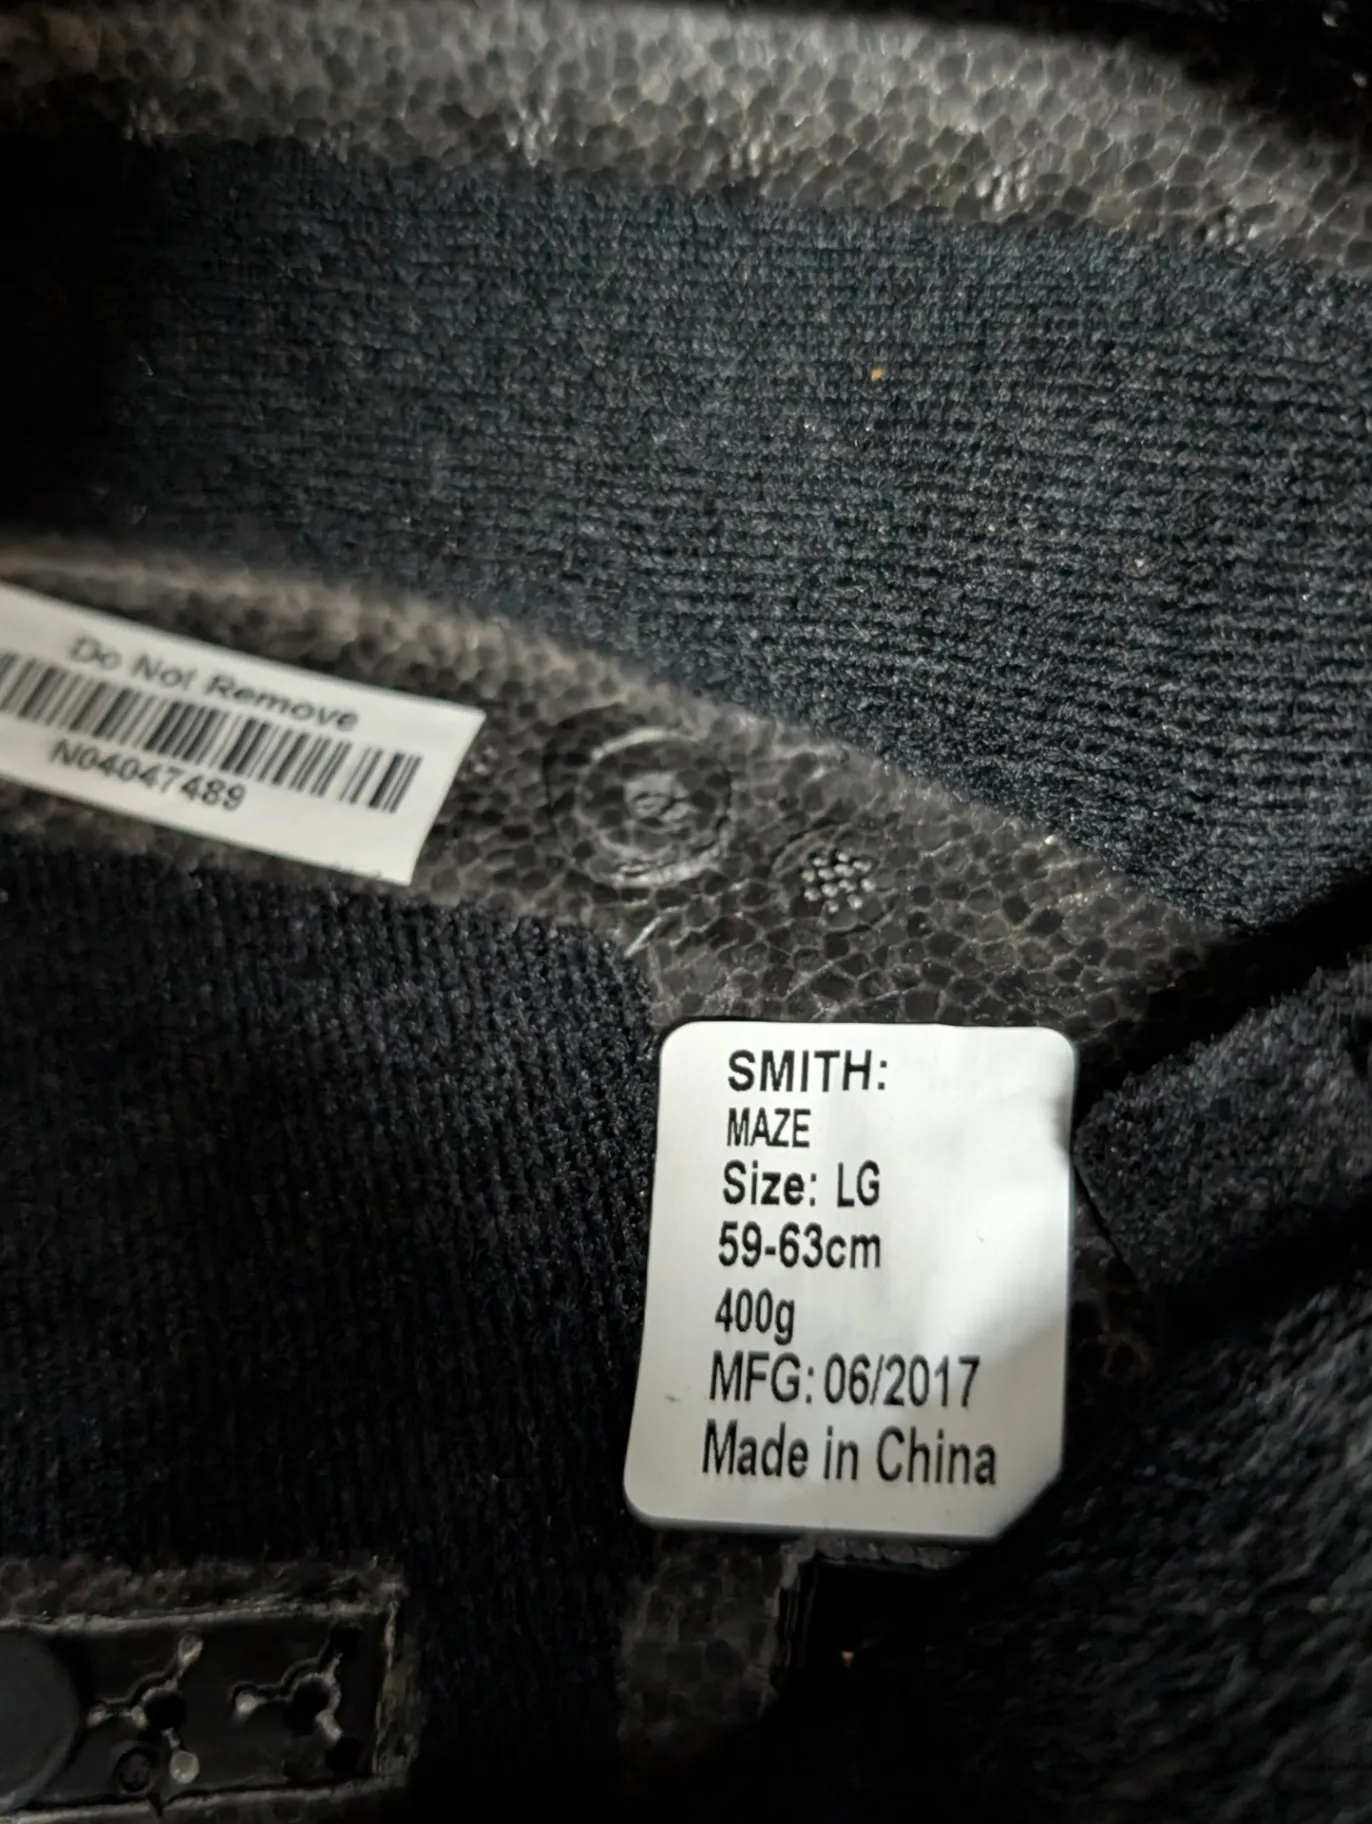 Do Not Remove
N04047489
SMITH:
MAZE
Size: LG
59-63cm
400g
MFG: 06/2017
Made in China